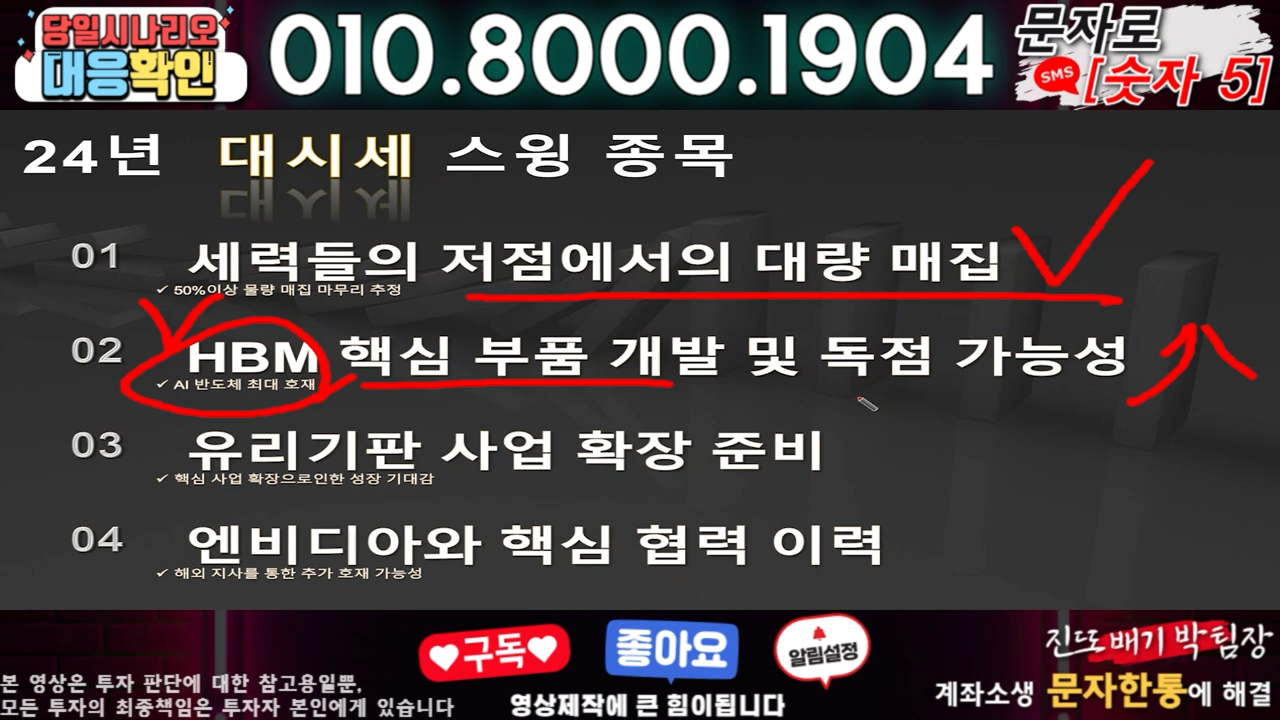 당일시나리오
대응확인
010.8000.1904
문자로
SMS [숫자 5]
24년 대시세 스윙 종목
01 세력들의 저점에서의 대량 매집
✓ 50%이상 물량 매집 마무리 추정
02 HBM 핵심 부품 개발 및 독점 가능성
✓ AI 반도체 최대 호재
03 유리기판 사업 확장 준비
✓ 핵심 사업 확장으로인한 성장 기대감
04 엔비디아와 핵심 협력 이력
✓ 해외 지사를 통한 추가 호재 가능성
구독 좋아요 알림설정
영상제작에 큰 힘이됩니다
본 영상은 투자 판단에 대한 참고용일뿐,
모든 투자의 최종책임은 투자자 본인에게 있습니다
진또배기 박팀장
계좌소생 문자한통에 해결